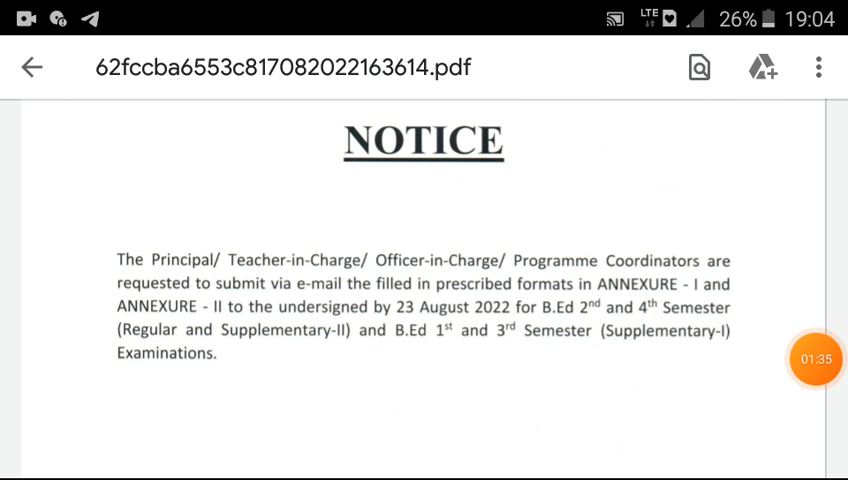 LTE 26% 19:04
62fccba6553c817082022163614.pdf
NOTICE
The Principal/ Teacher-in-Charge/ Officer-in-Charge/ Programme Coordinators are
requested to submit via e-mail the filled in prescribed formats in ANNEXURE - I and
ANNEXURE - II to the undersigned by 23 August 2022 for B.Ed 2nd and 4th Semester
(Regular and Supplementary-II) and B.Ed 1st and 3rd Semester (Supplementary-I)
Examinations.
01:35